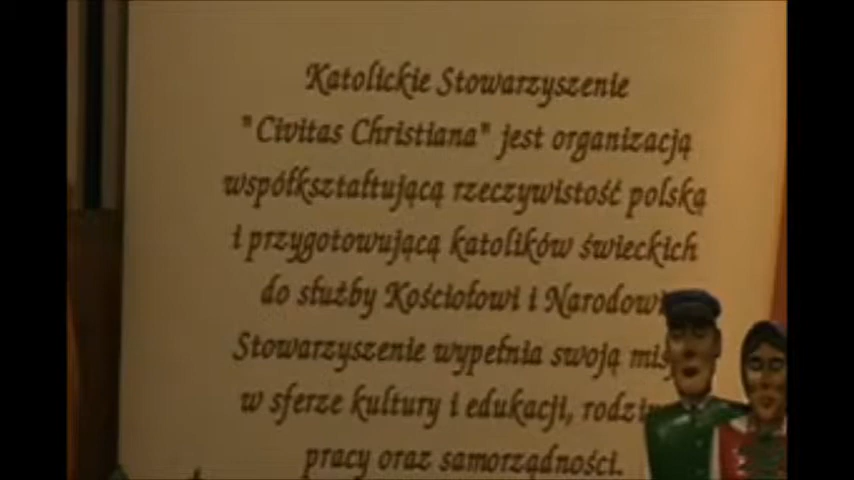 Katolickie Stowarzyszenie
"Civitas Christiana" jest organizacją
współkształtującą rzeczywistość polską
i przygotowującą katolików świeckich
do służby Kościołowi i Narodowi
Stowarzyszenie wypełnia swoją
w sferze kultury i edukacji,
pracy oraz samorządności.